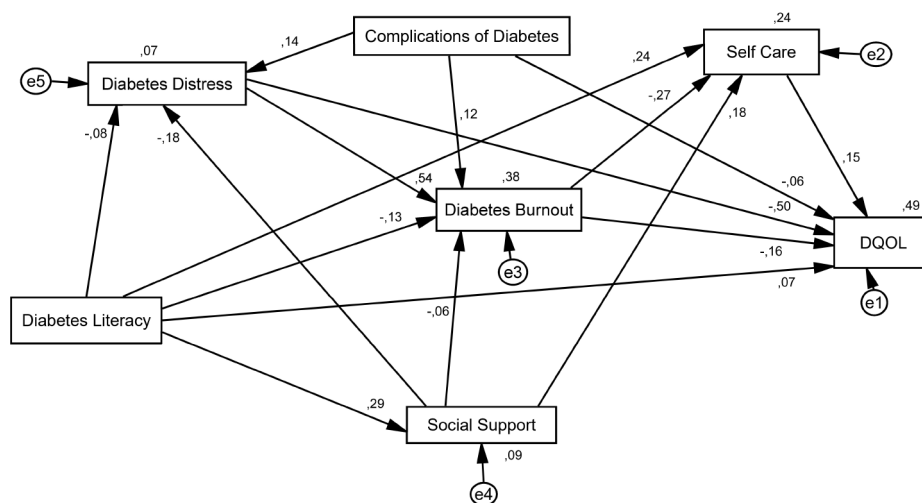 Complications of Diabetes
,24
Self Care
e2
,07
Diabetes Distress
e5
,14
,24
-,27
,18
,12
-,08
-,18
,15
,54
,38
Diabetes Burnout
-,06
-,50
,49
DQOL
-,13
-,16
e3
,07
e1
Diabetes Literacy
-,06
,29
Social Support
,09
e4